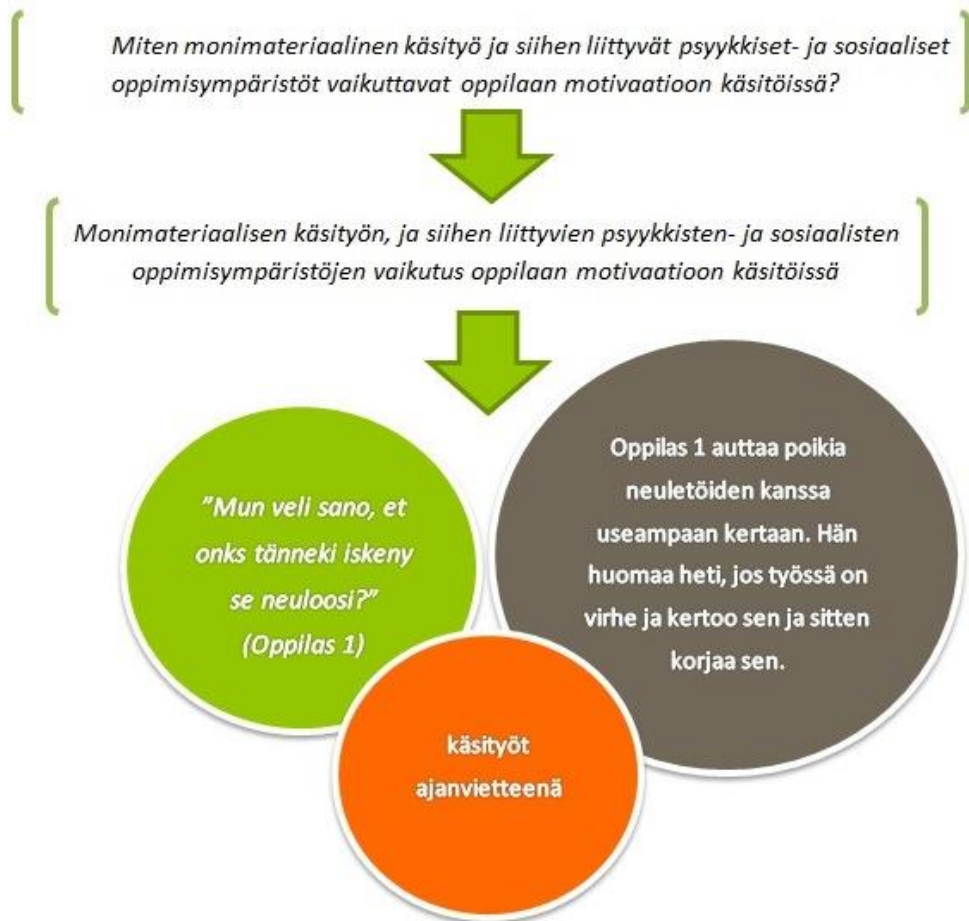 Miten monimateriaalinen käsityö ja siihen liittyvät psyykkiset- ja sosiaaliset
oppimisympäristöt vaikuttavat oppilaan motivaatioon käsitöissä?
Monimateriaalisen käsityön, ja siihen liittyvien psyykkisten- ja sosiaalisten
oppimisympäristöjen vaikutus oppilaan motivaatioon käsitöissä
"Mun veli sano, et
onks tänneki iskeny
se neuloosi?"
(Oppilas 1)
Oppilas 1 auttaa poikia
neuletöiden kanssa
useampaan kertaan. Hän
huomaa heti, jos työssä on
virhe ja kertoo sen ja sitten
korjaa sen.
käsityöt
ajanvietteenä